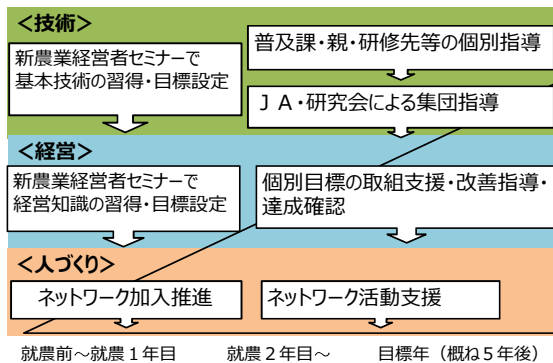 ＜技術＞
新農業経営者セミナーで
基本技術の習得・目標設定
普及課・親・研修先等の個別指導
ＪＡ・研究会による集団指導
＜経営＞
新農業経営者セミナーで
経営知識の習得・目標設定
個別目標の取組支援・改善指導・
達成確認
＜人づくり＞
ネットワーク加入推進
ネットワーク活動支援
就農前～就農１年目　就農２年目～　目標年（概ね５年後）